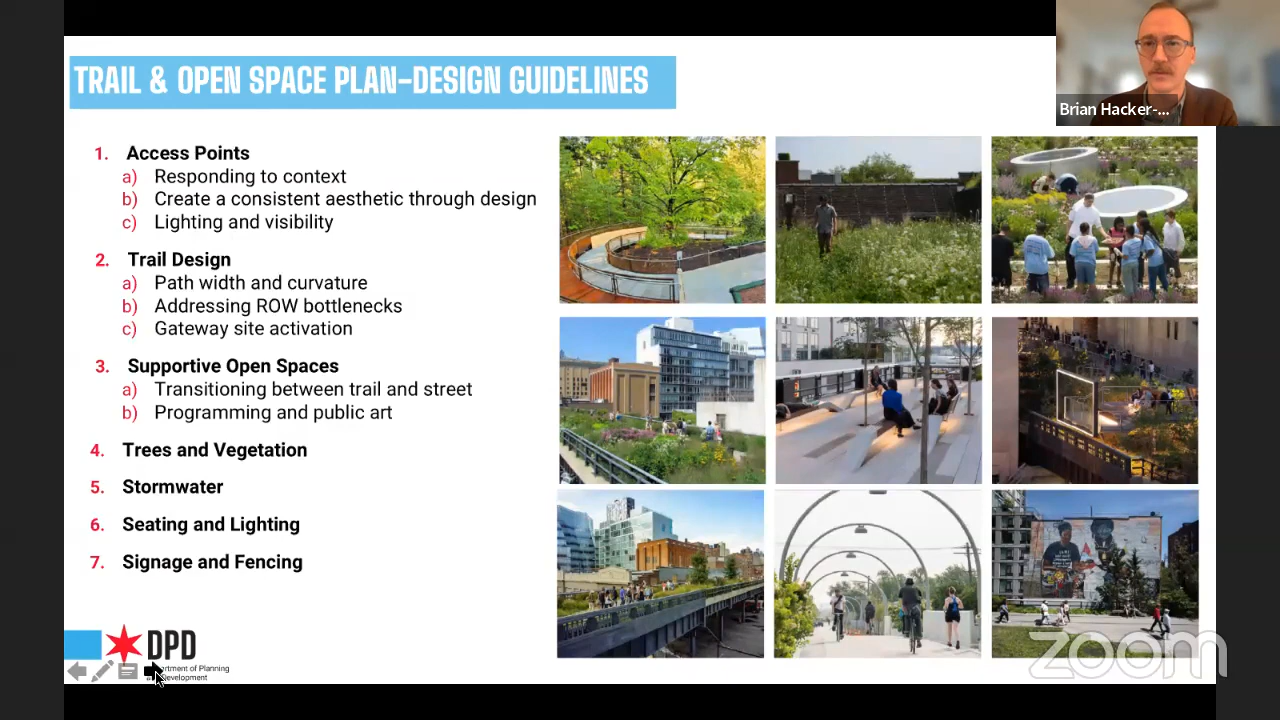 TRAIL & OPEN SPACE PLAN-DESIGN GUIDELINES
Brian Hacker-...
1. Access Points
a) Responding to context
b) Create a consistent aesthetic through design
c) Lighting and visibility
2. Trail Design
a) Path width and curvature
b) Addressing ROW bottlenecks
c) Gateway site activation
3. Supportive Open Spaces
a) Transitioning between trail and street
b) Programming and public art
4. Trees and Vegetation
5. Stormwater
6. Seating and Lighting
7. Signage and Fencing
DPD
of Planning
zoom